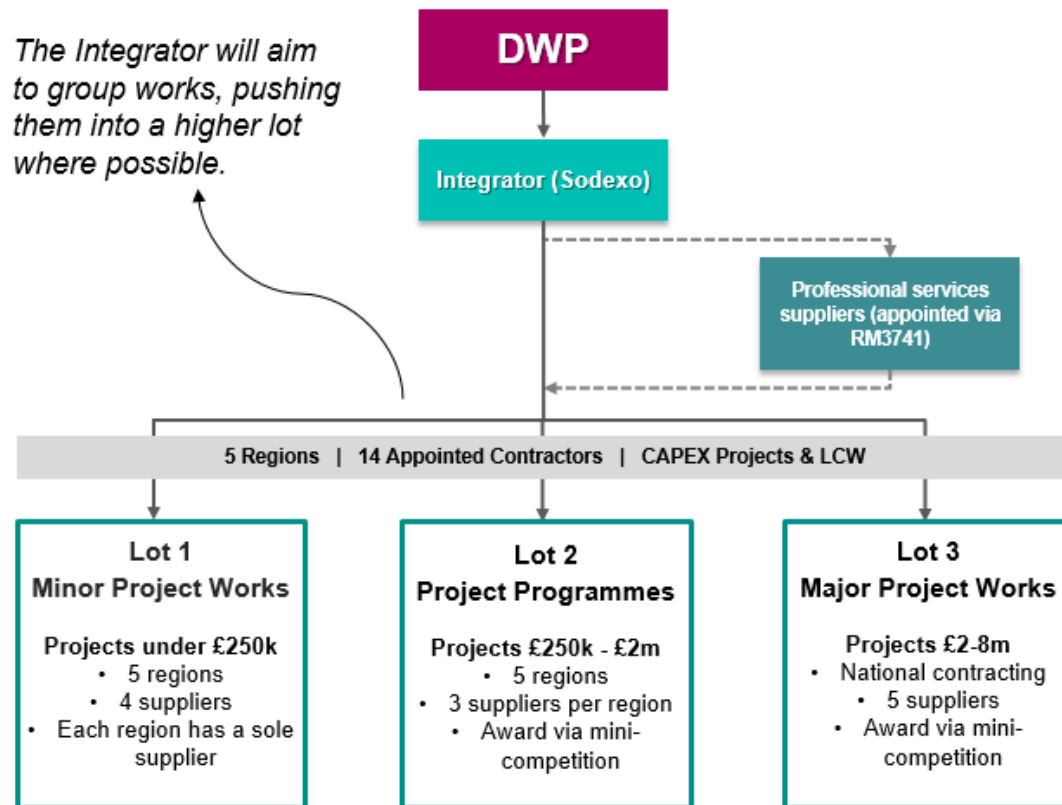 The Integrator will aim
to group works, pushing
them into a higher lot
where possible.
DWP
Integrator (Sodexo)
Professional services
suppliers (appointed via
RM3741)
5 Regions | 14 Appointed Contractors | CAPEX Projects & LCW
Lot 1
Minor Project Works
Projects under £250k
• 5 regions
• 4 suppliers
• Each region has a sole
supplier
Lot 2
Project Programmes
Projects £250k - £2m
• 5 regions
• 3 suppliers per region
• Award via mini-
competition
Lot 3
Major Project Works
Projects £2-8m
• National contracting
• 5 suppliers
• Award via mini-
competition